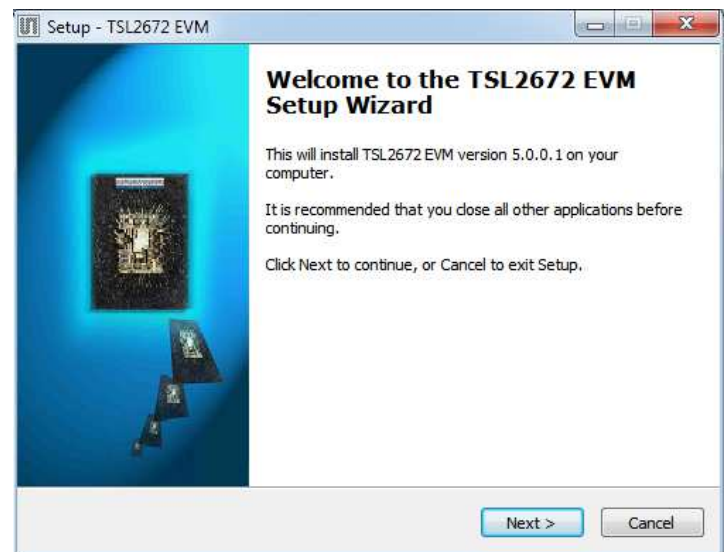 Setup - TSL2672 EVM
Welcome to the TSL2672 EVM
Setup Wizard
This will install TSL2672 EVM version 5.0.0.1 on your
computer.
It is recommended that you close all other applications before
continuing.
Click Next to continue, or Cancel to exit Setup.
Next >
Cancel